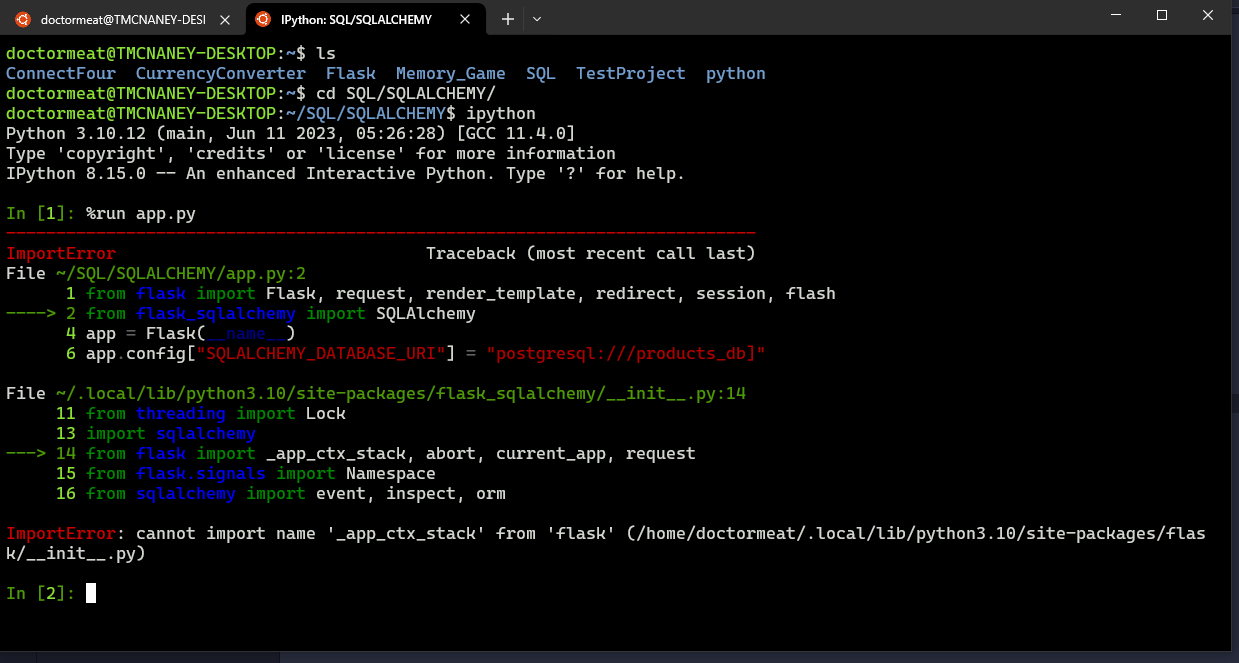 doctormeat@TMCNANEY-DESI
IPython: SQL/SQLALCHEMY
doctormeat@TMCNANEY-DESKTOP:~$ ls
ConnectFour  CurrencyConverter  Flask  Memory_Game  SQL  TestProject  python
doctormeat@TMCNANEY-DESKTOP:~$ cd SQL/SQLALCHEMY/
doctormeat@TMCNANEY-DESKTOP:~/SQL/SQLALCHEMY$ ipython
Python 3.10.12 (main, Jun 11 2023, 05:26:28) [GCC 11.4.0]
Type 'copyright', 'credits' or 'license' for more information
IPython 8.15.0 -- An enhanced Interactive Python. Type '?' for help.
In [1]: %run app.py
---------------------------------------------------------------------------
ImportError                               Traceback (most recent call last)
File ~/SQL/SQLALCHEMY/app.py:2
      1 from flask import Flask, request, render_template, redirect, session, flash
----> 2 from flask_sqlalchemy import SQLAlchemy
      4 app = Flask(__name__)
      6 app.config["SQLALCHEMY_DATABASE_URI"] = "postgresql:///products_db]"
File ~/.local/lib/python3.10/site-packages/flask_sqlalchemy/__init__.py:14
     11 from threading import Lock
     13 import sqlalchemy
---> 14 from flask import _app_ctx_stack, abort, current_app, request
     15 from flask.signals import Namespace
     16 from sqlalchemy import event, inspect, orm
ImportError: cannot import name '_app_ctx_stack' from 'flask' (/home/doctormeat/.local/lib/python3.10/site-packages/flas
k/__init__.py)
In [2]: